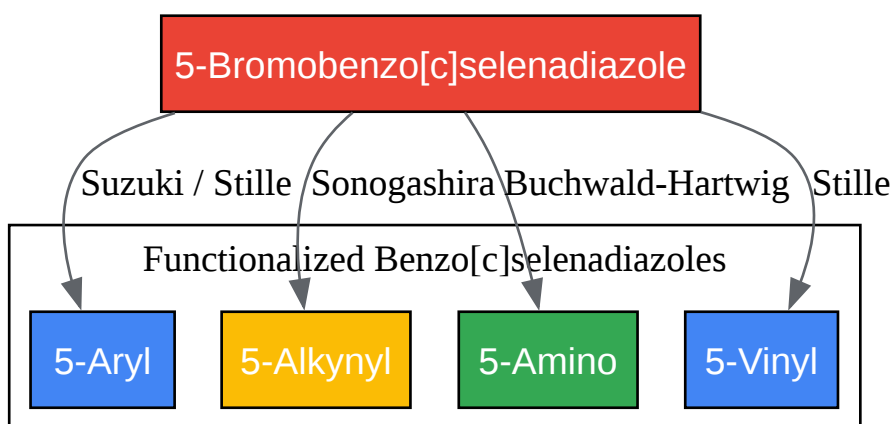 5-Bromobenzo[c]selenadiazole
Suzuki / Stille Sonogashira Buchwald-Hartwig Stille
Functionalized Benzo[c]selenadiazoles
5-Aryl 5-Alkynyl 5-Amino 5-Vinyl